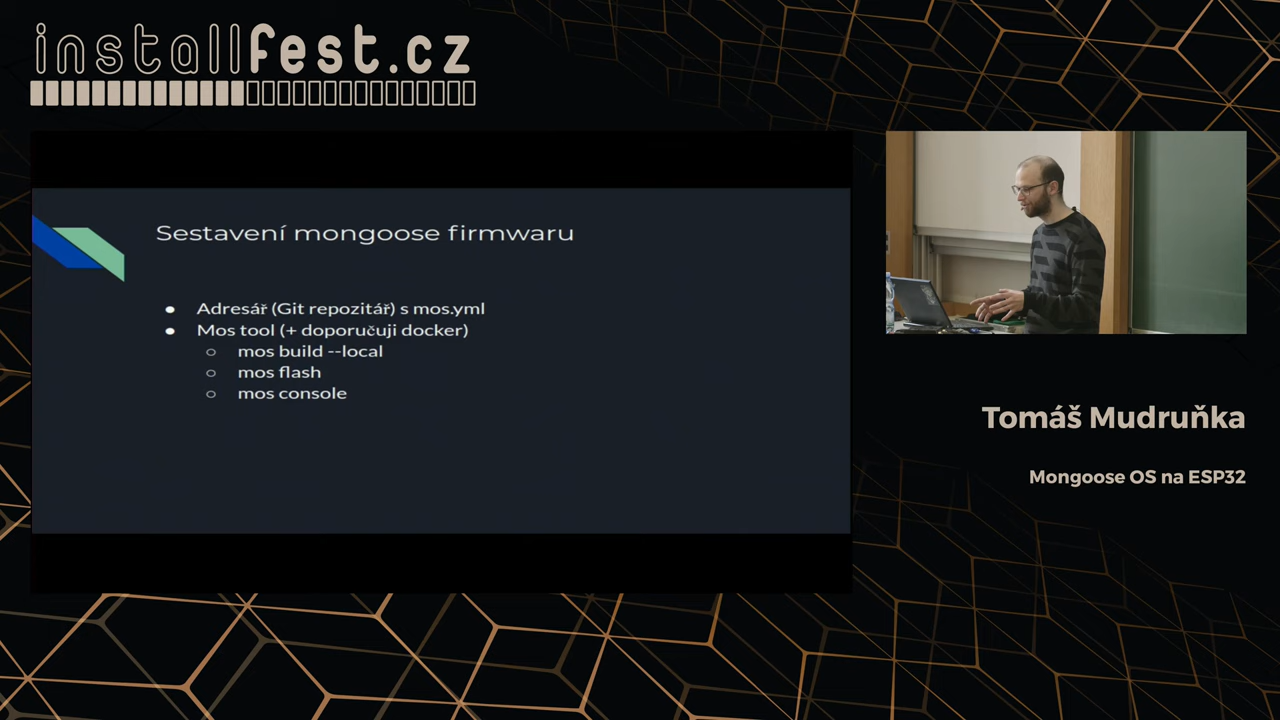 installfest.cz
Sestavení mongoose firmwaru
Adresář (Git repozitář) s mos.yml
Mos tool (+ doporučuji docker)
mos build --local
mos flash
mos console
Tomáš Mudruňka
Mongoose OS na ESP32